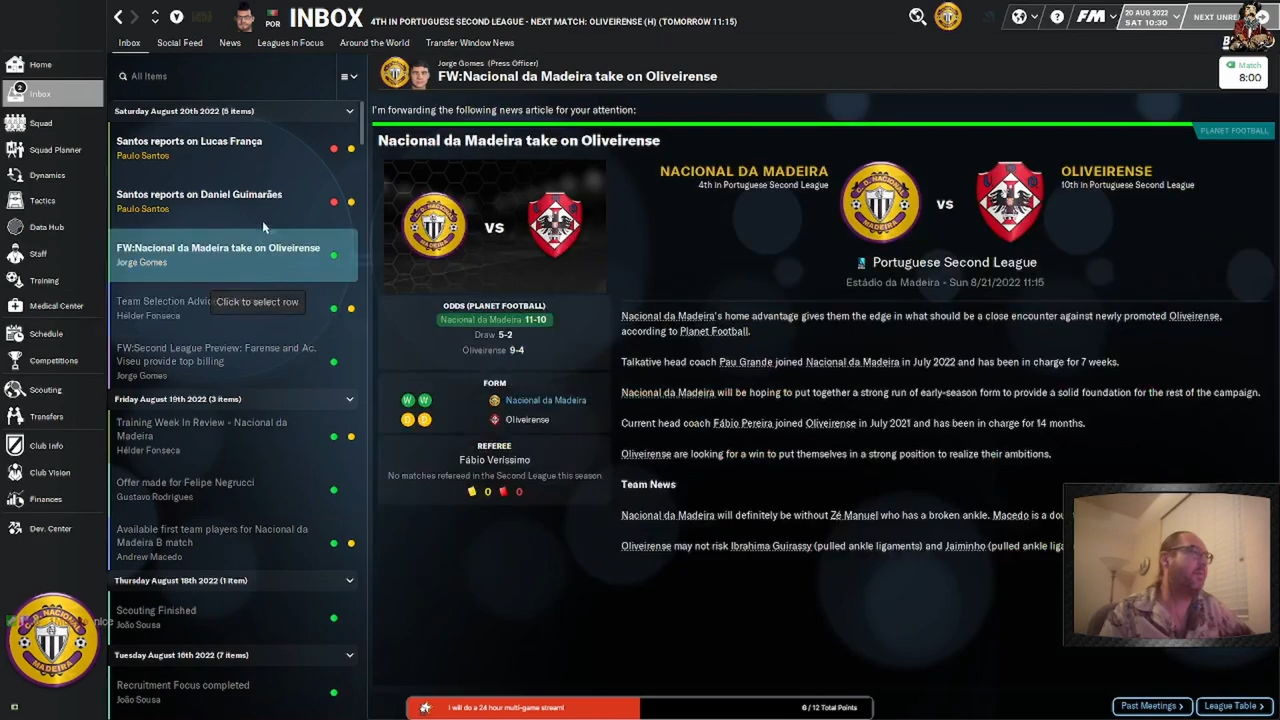 POR
INBOX
4TH IN PORTUGUESE SECOND LEAGUE - NEXT MATCH: OLIVEIRENSE (H) (TOMORROW 11:15)
FM
20 AUG 2022
SAT 10:30
NEXT UNRE
Inbox
Social Feed
News
Leagues in Focus
Around the World
Transfer Window News
Home
2
Inbox
Squad
Squad Planner
Dynamics
Tactics
Data Hub
Staff
Training
Medical Center
Schedule
Competitions
Scouting
Transfers
Club Info
Club Vision
Finances
Dev. Center
All Items
Saturday August 20th 2022 (5 items)
Santos reports on Lucas França
Paulo Santos
Santos reports on Daniel Guimarães
Paulo Santos
FW:Nacional da Madeira take on Oliveirense
Jorge Gomes
Team Selection Advic
Click to select row
Hélder Fonseca
FW:Second League Preview: Farense and Ac.
Viseu provide top billing
Jorge Gomes
Friday August 19th 2022 (3 items)
Training Week In Review - Nacional da
Madeira
Hélder Fonseca
Offer made for Felipe Negrucci
Gustavo Rodrigues
Available first team players for Nacional da
Madeira B match
Andrew Macedo
Thursday August 18th 2022 (1 item)
Scouting Finished
João Sousa
Tuesday August 16th 2022 (7 items)
Recruitment Focus completed
João Sousa
Jorge Gomes (Press Officer)
FW:Nacional da Madeira take on Oliveirense
Match
8:00
I'm forwarding the following news article for your attention:
PLANET FOOTBALL
Nacional da Madeira take on Oliveirense
VS
NACIONAL DA MADEIRA
4th in Portuguese Second League
vs
OLIVEIRENSE
10th in Portuguese Second League
Portuguese Second League
Estádio da Madeira - Sun 8/21/2022 11:15
ODDS (PLANET FOOTBALL)
Nacional da Madeira 11-10
Draw 5-2
Oliveirense 9-4
FORM
W W Nacional da Madeira
D D Oliveirense
REFEREE
Fábio Veríssimo
No matches refereed in the Second League this season
0 0
Nacional da Madeira's home advantage gives them the edge in what should be a close encounter against newly promoted Oliveirense,
according to Planet Football.
Talkative head coach Pau Grande joined Nacional da Madeira in July 2022 and has been in charge for 7 weeks.
Nacional da Madeira will be hoping to put together a strong run of early-season form to provide a solid foundation for the rest of the campaign.
Current head coach Fábio Pereira joined Oliveirense in July 2021 and has been in charge for 14 months.
Oliveirense are looking for a win to put themselves in a strong position to realize their ambitions.
Team News
Nacional da Madeira will definitely be without Zé Manuel who has a broken ankle. Macedo is a dou
Oliveirense may not risk Ibrahima Guirassy (pulled ankle ligaments) and Jaiminho (pulled ankle liga
I will do a 24 hour multi-game stream!
6 / 12 Total Points
Past Meetings >
League Table >